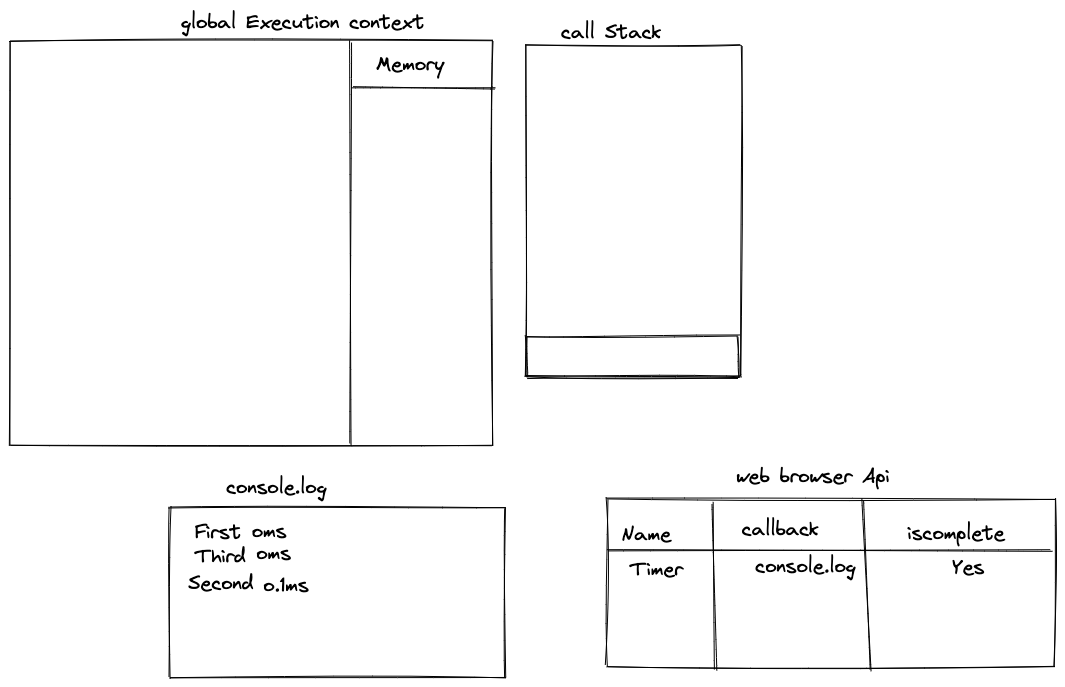 global Execution context
call Stack
Memory
console.log
First oms
Third oms
Second o.1ms
web browser Api
Name callback iscomplete
Timer console.log Yes